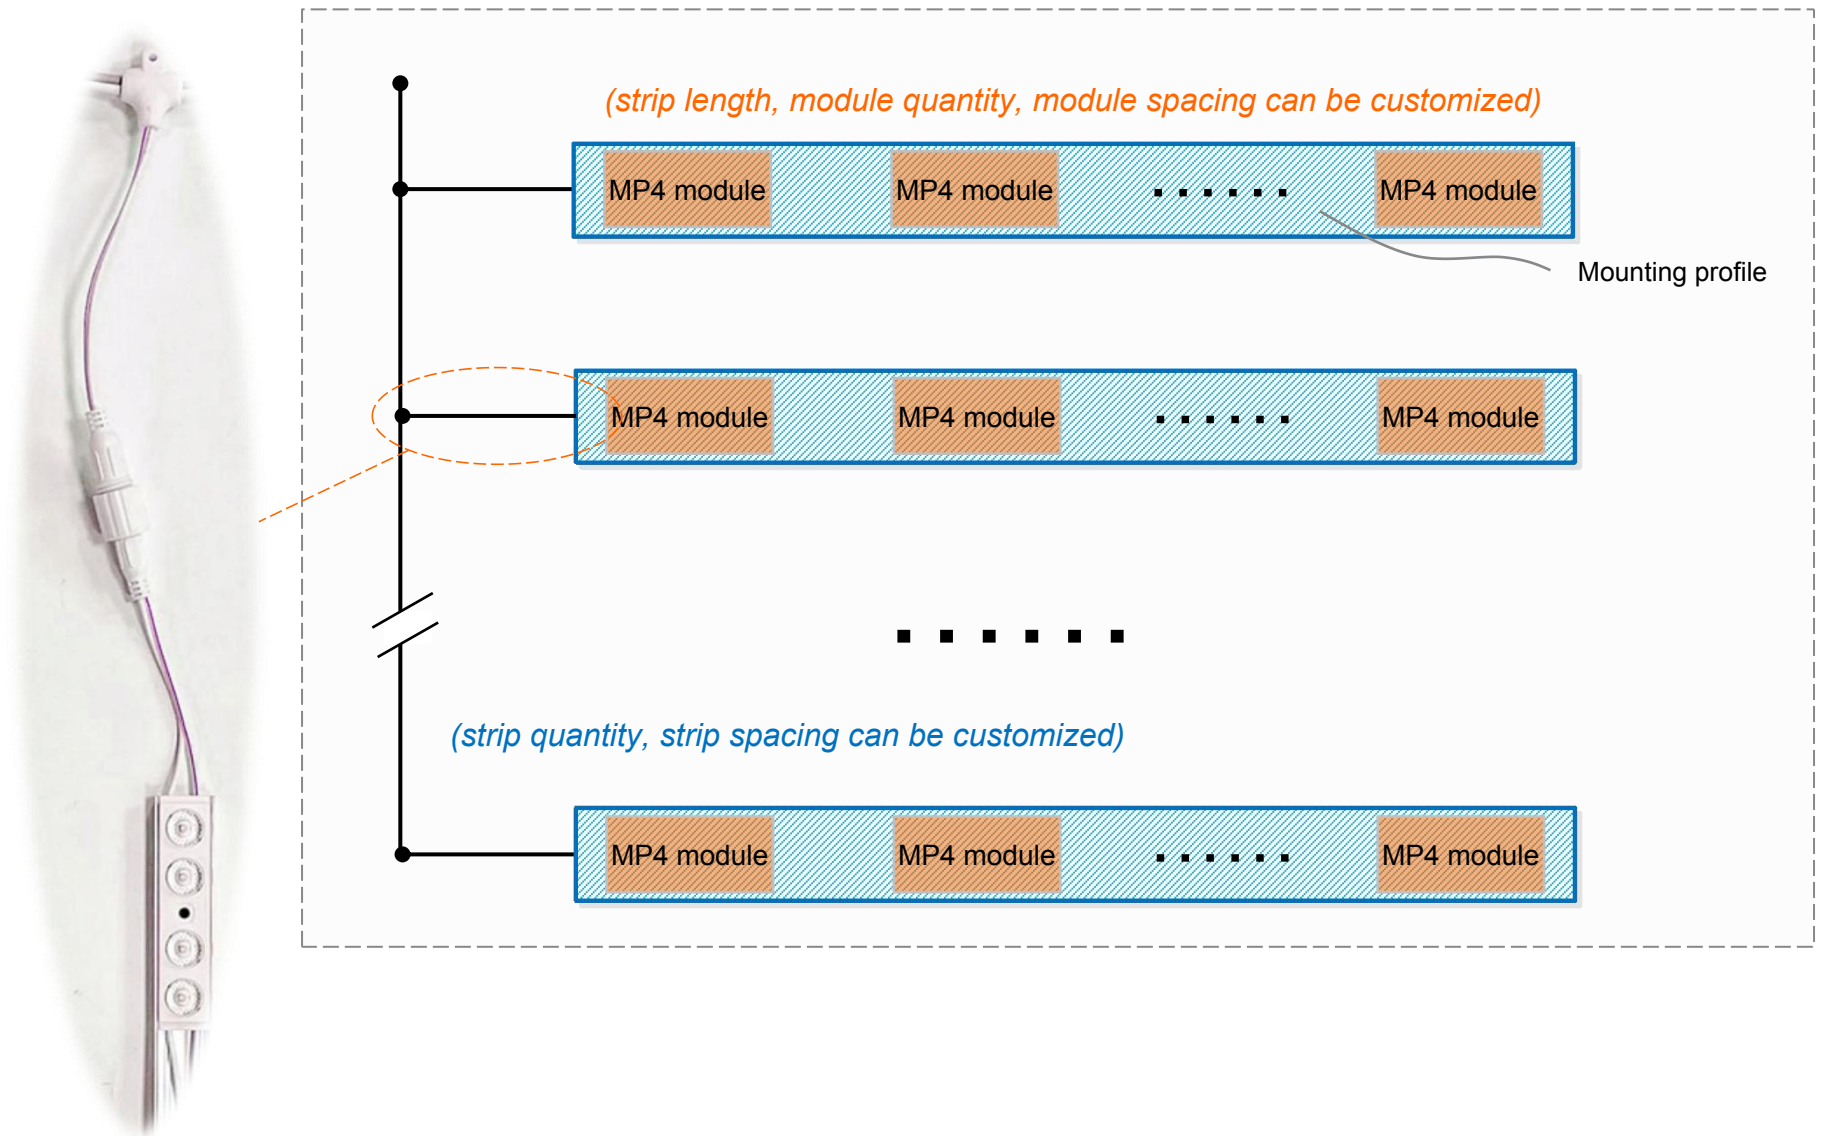 (strip length, module quantity, module spacing can be customized)
MP4 module MP4 module MP4 module
Mounting profile
MP4 module MP4 module MP4 module
(strip quantity, strip spacing can be customized)
MP4 module MP4 module MP4 module